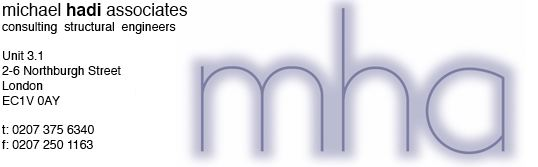 michael hadi associates
consulting structural engineers
Unit 3.1
2-6 Northburgh Street
London
EC1V 0AY
t: 0207 375 6340
f: 0207 250 1163
mha